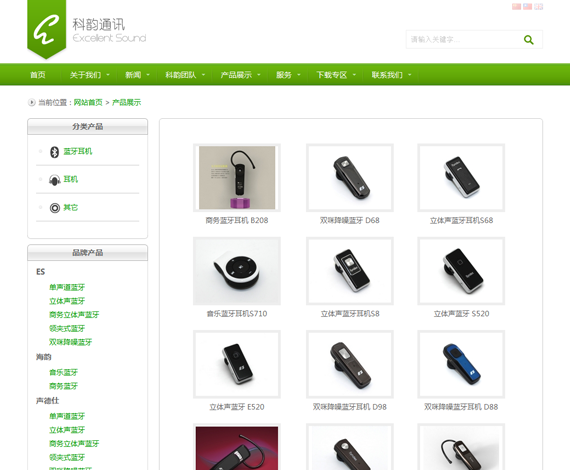 科韵通讯
Excellent Sound
请输入关键字...
首页 关于我们 新闻 科韵团队 产品展示 服务 下载专区 联系我们
当前位置：网站首页 > 产品展示
分类产品
蓝牙耳机
耳机
其它
品牌产品
ES
单声道蓝牙
立体声蓝牙
商务立体声蓝牙
领夹式蓝牙
双咪降噪蓝牙
海韵
音乐蓝牙
商务蓝牙
声德仕
单声道蓝牙
立体声蓝牙
商务立体声蓝牙
领夹式蓝牙
双咪降噪蓝牙
商务蓝牙耳机 B208
双咪降噪蓝牙 D68
立体声蓝牙耳机S68
音乐蓝牙耳机S710
立体声蓝牙耳机S8
立体声蓝牙 S520
立体声蓝牙 E520
双咪降噪蓝牙耳机 D98
双咪降噪蓝牙耳机 D88